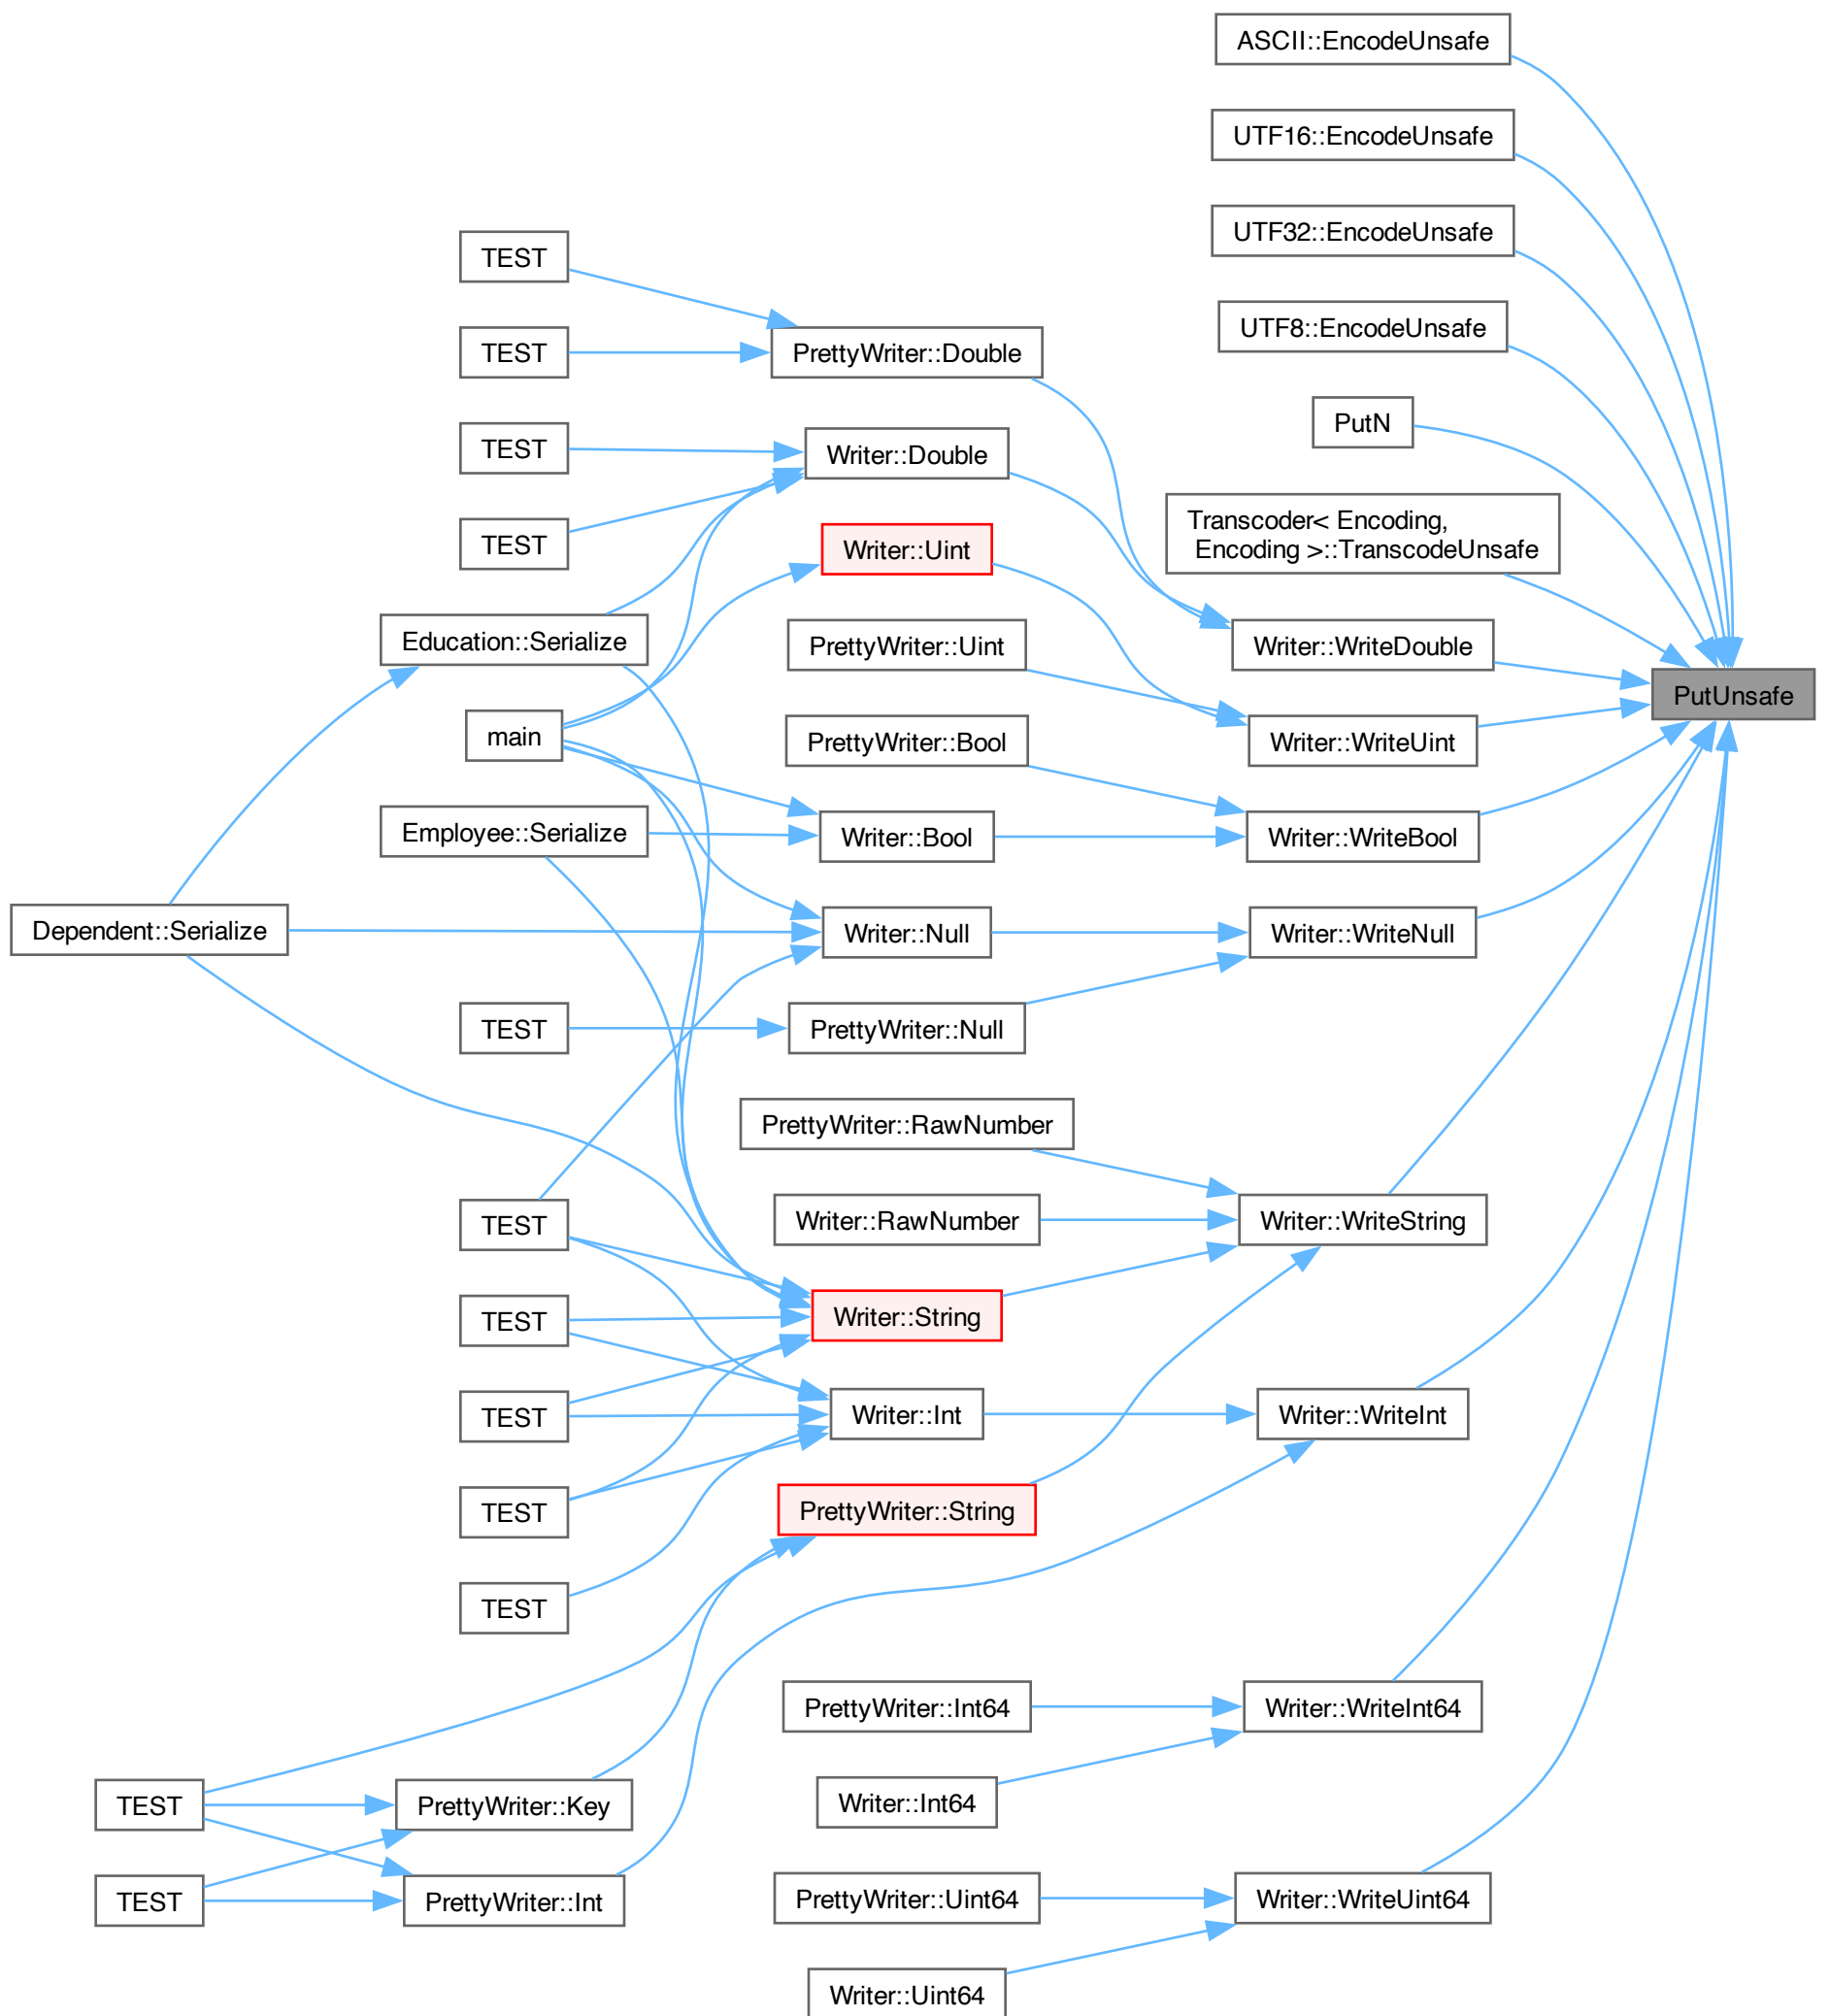 ASCII::EncodeUnsafe
UTF16::EncodeUnsafe
UTF32::EncodeUnsafe
TEST
UTF8::EncodeUnsafe
TEST
PrettyWriter::Double
PutN
TEST
Writer::Double
Transcoder< Encoding,
Encoding >::TranscodeUnsafe
TEST
Writer::Uint
Education::Serialize
PrettyWriter::Uint
Writer::WriteDouble
PutUnsafe
main
PrettyWriter::Bool
Writer::WriteUint
Employee::Serialize
Writer::Bool
Writer::WriteBool
Dependent::Serialize
Writer::Null
Writer::WriteNull
TEST
PrettyWriter::Null
PrettyWriter::RawNumber
TEST
Writer::RawNumber
Writer::WriteString
TEST
Writer::String
TEST
Writer::Int
Writer::WriteInt
TEST
PrettyWriter::String
TEST
PrettyWriter::Int64
Writer::WriteInt64
TEST
PrettyWriter::Key
Writer::Int64
TEST
PrettyWriter::Int
PrettyWriter::Uint64
Writer::WriteUint64
Writer::Uint64